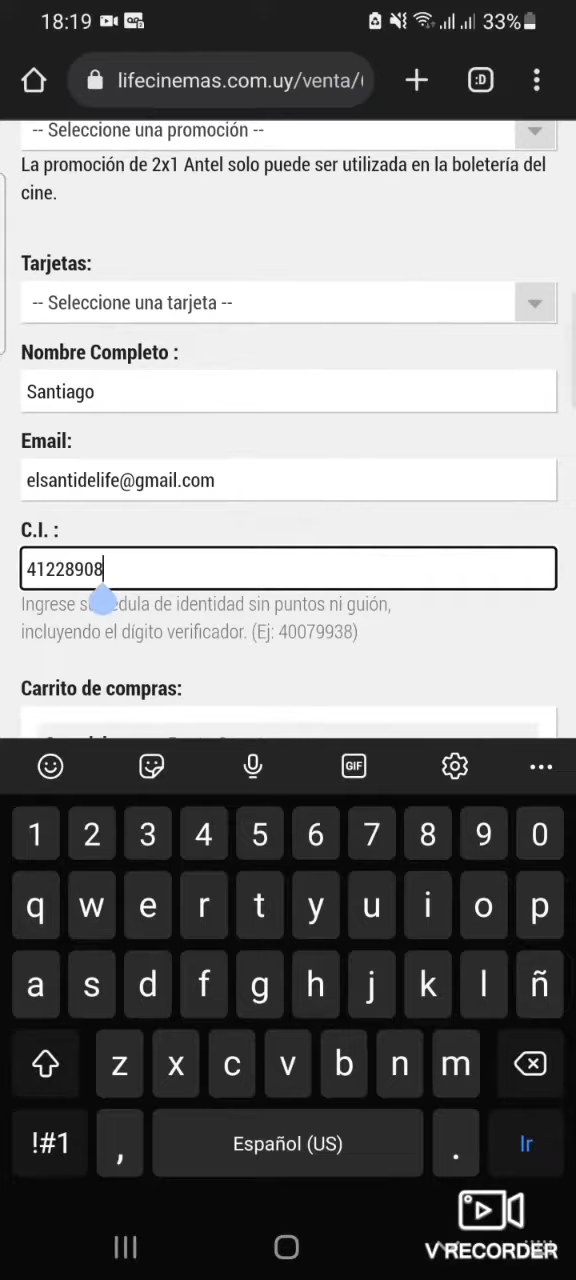 18:19 33%
lifecinemas.com.uy/venta/ :D
-- Seleccione una promoción --
La promoción de 2x1 Antel solo puede ser utilizada en la boletería del
cine.
Tarjetas:
-- Seleccione una tarjeta --
Nombre Completo :
Santiago
Email:
elsantidelife@gmail.com
C.I. :
41228908
Ingrese de identidad sin puntos ni guión,
incluyendo el dígito verificador. (Ej: 40079938)
Carrito de compras:
GIF
1 2 3 4 5 6 7 8 9 0
q w e r t y u i o p
a s d f g h j k l ñ
z x c v b n m
!#1 , Español (US) . Ir
V RECORDER